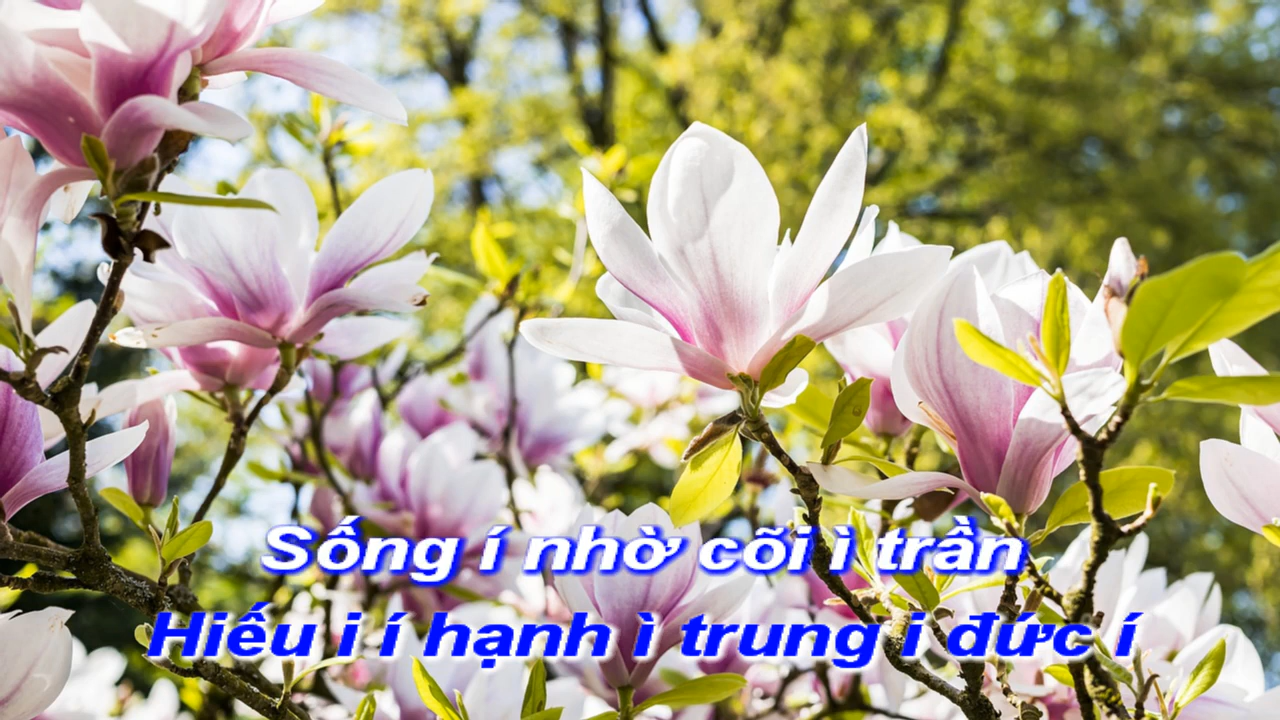 Sống í nhờ cõi ì trần
Hiếu i í hạnh ì trung i đức í